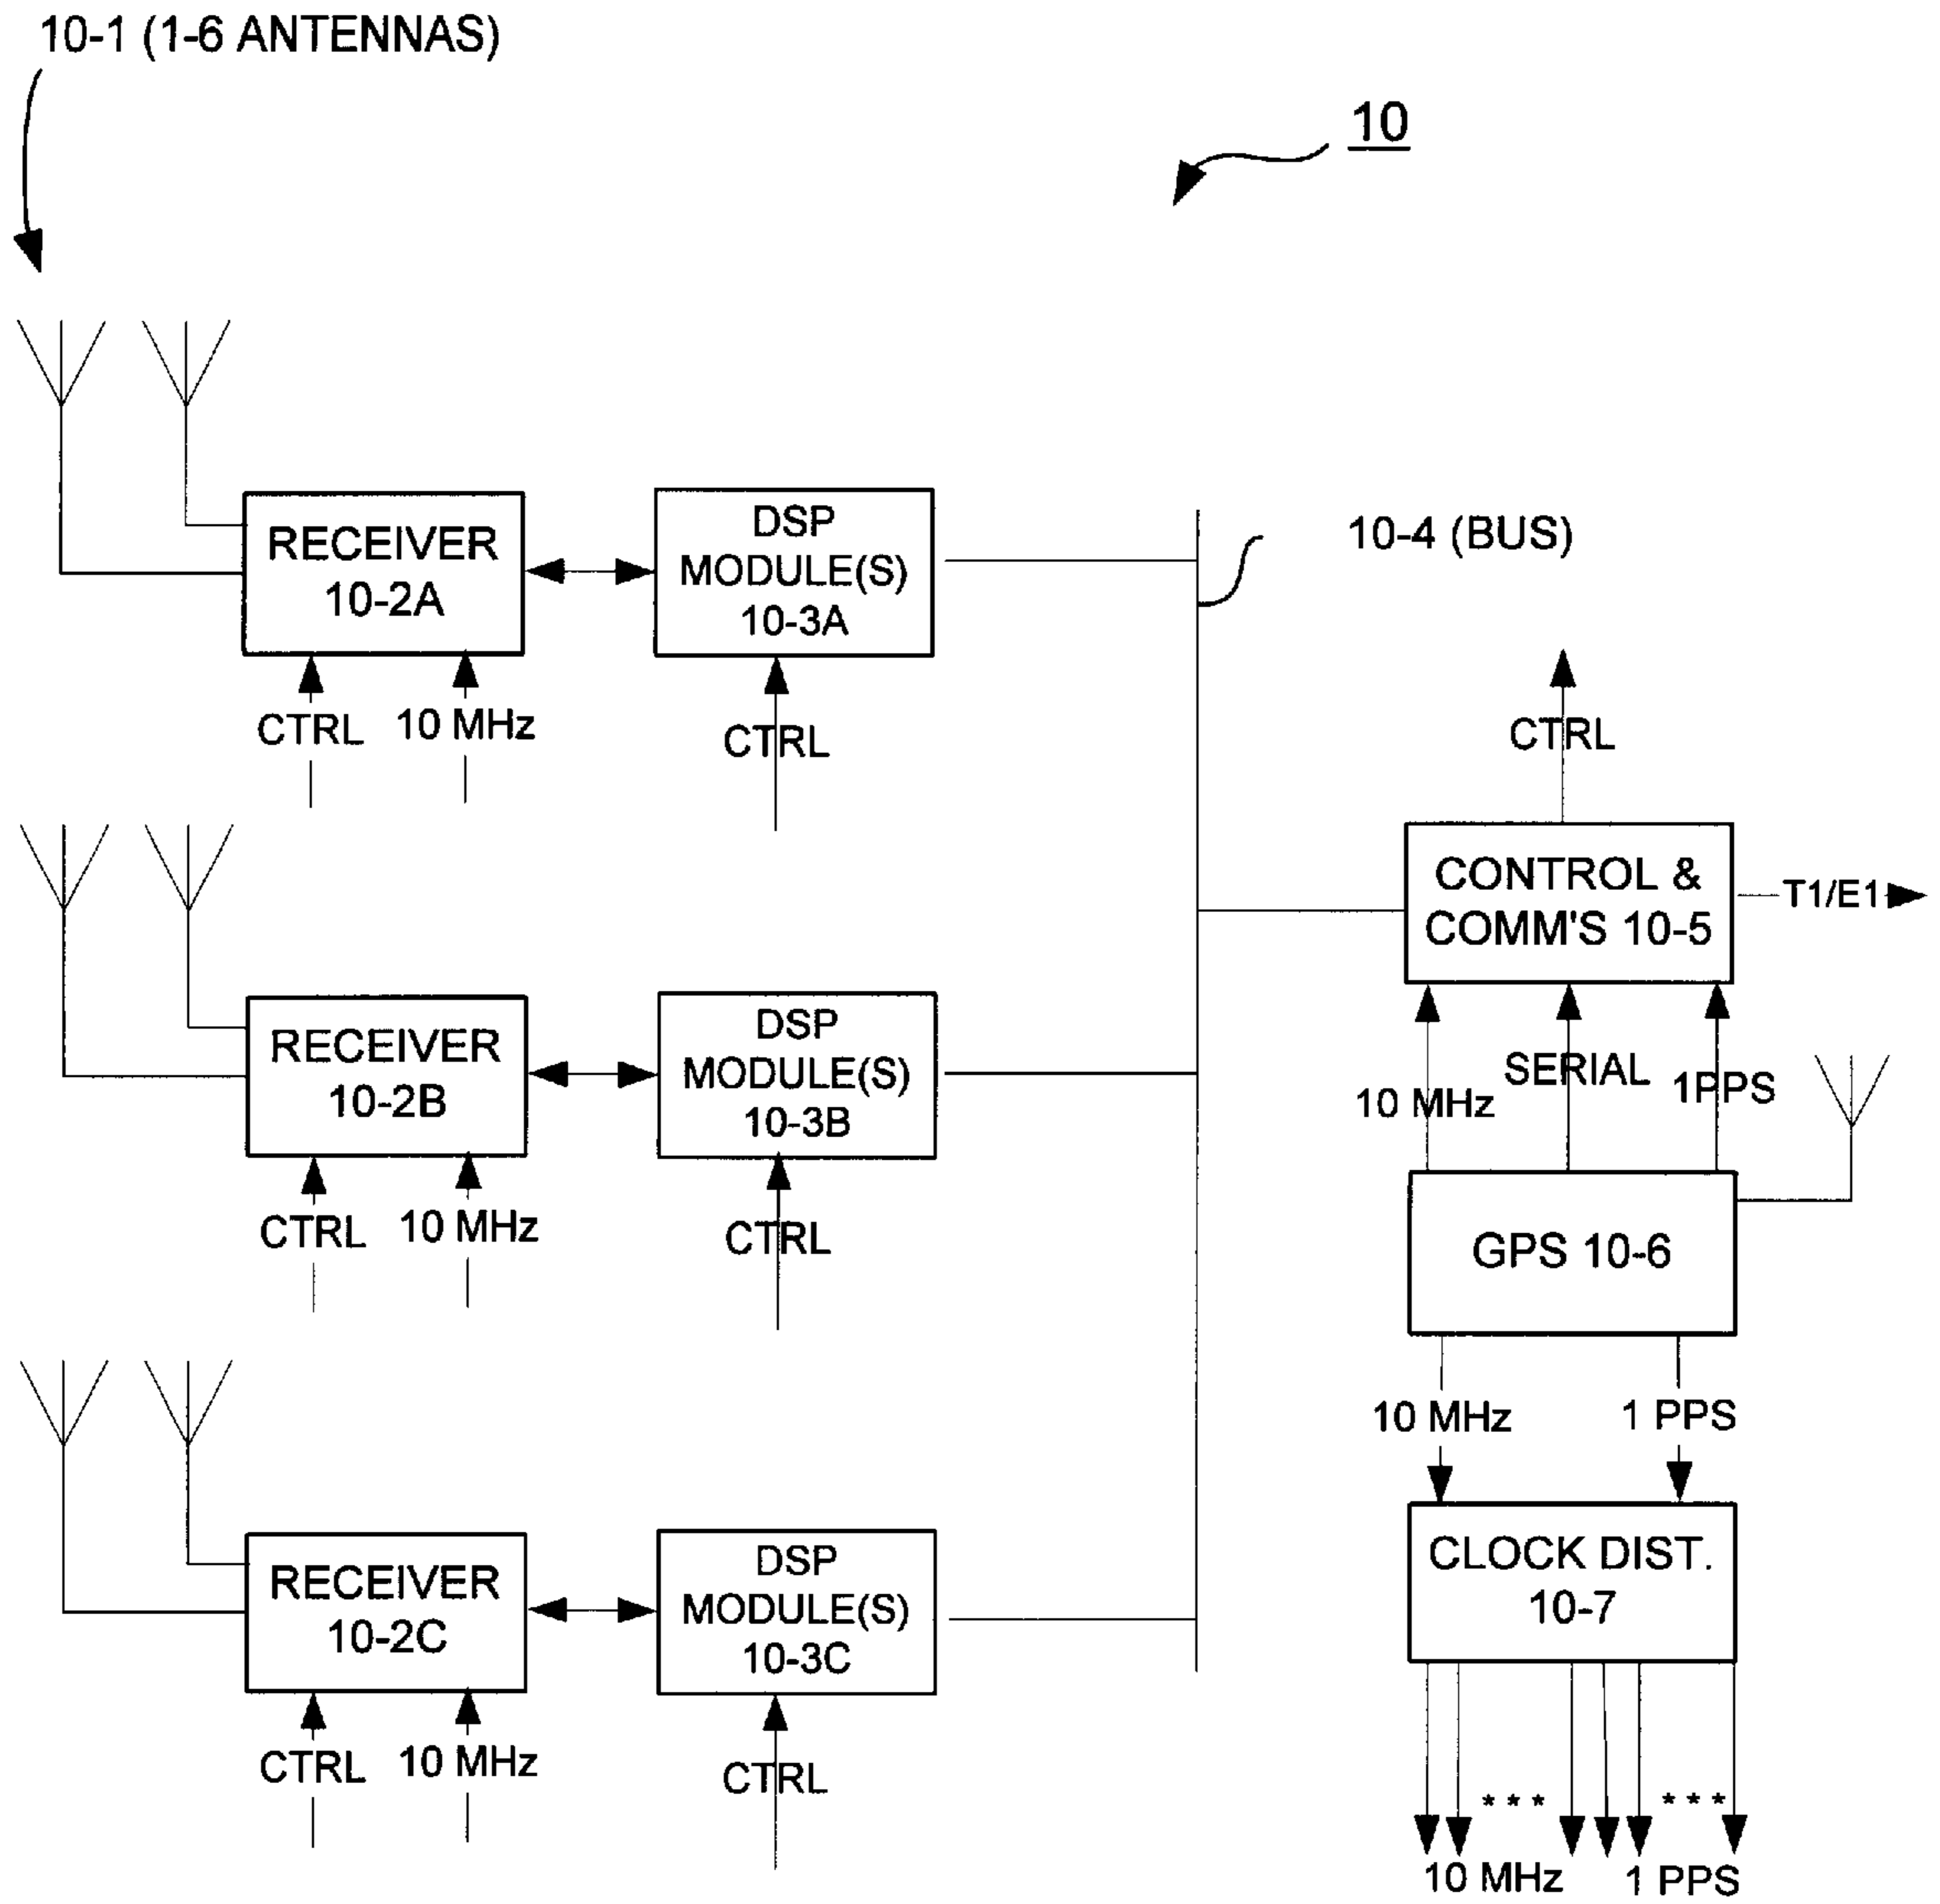 10-1 (1-6 ANTENNAS)
10
RECEIVER
10-2A
DSP
MODULE(S)
10-3A
10-4 (BUS)
CTRL
10 MHz
CTRL
CTRL
CONTROL &
COMM'S 10-5
T1/E1
RECEIVER
10-2B
DSP
MODULE(S)
10-3B
10 MHz
SERIAL
1PPS
CTRL
10 MHz
CTRL
GPS 10-6
10 MHz
1 PPS
RECEIVER
10-2C
DSP
MODULE(S)
10-3C
CLOCK DIST.
10-7
CTRL
10 MHz
CTRL
* * *
* * *
10 MHz
1 PPS